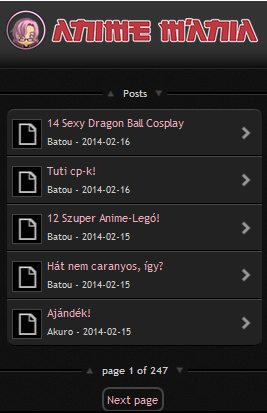 ANIME MANIA
Posts
14 Sexy Dragon Ball Cosplay
Batou - 2014-02-16
Tuti cp-k!
Batou - 2014-02-16
12 Szuper Anime-Legó!
Batou - 2014-02-15
Hát nem caranyos, így?
Batou - 2014-02-15
Ajándék!
Akuro - 2014-02-15
page 1 of 247
Next page